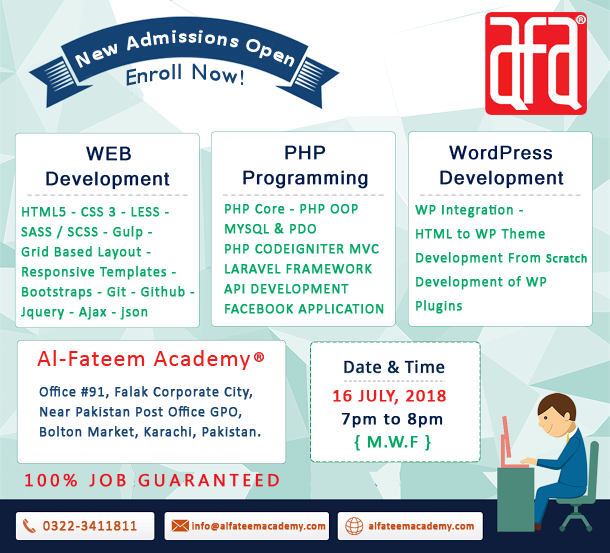 New Admissions Open
Enroll Now!
afa®
WEB
Development
HTML5 - CSS 3 - LESS -
SASS / SCSS - Gulp -
Grid Based Layout -
Responsive Templates -
Bootstraps - Git - Github -
Jquery - Ajax - json
PHP
Programming
PHP Core - PHP OOP
MYSQL & PDO
PHP CODEIGNITER MVC
LARAVEL FRAMEWORK
API DEVELOPMENT
FACEBOOK APPLICATION
WordPress
Development
WP Integration -
HTML to WP Theme
Development From Scratch
Development of WP
Plugins
Al-Fateem Academy®
Office #91, Falak Corporate City,
Near Pakistan Post Office GPO,
Bolton Market, Karachi, Pakistan.
Date & Time
16 JULY, 2018
7pm to 8pm
{ M.W.F }
100% JOB GUARANTEED
0322-3411811
info@alfateemacademy.com
alfateemacademy.com